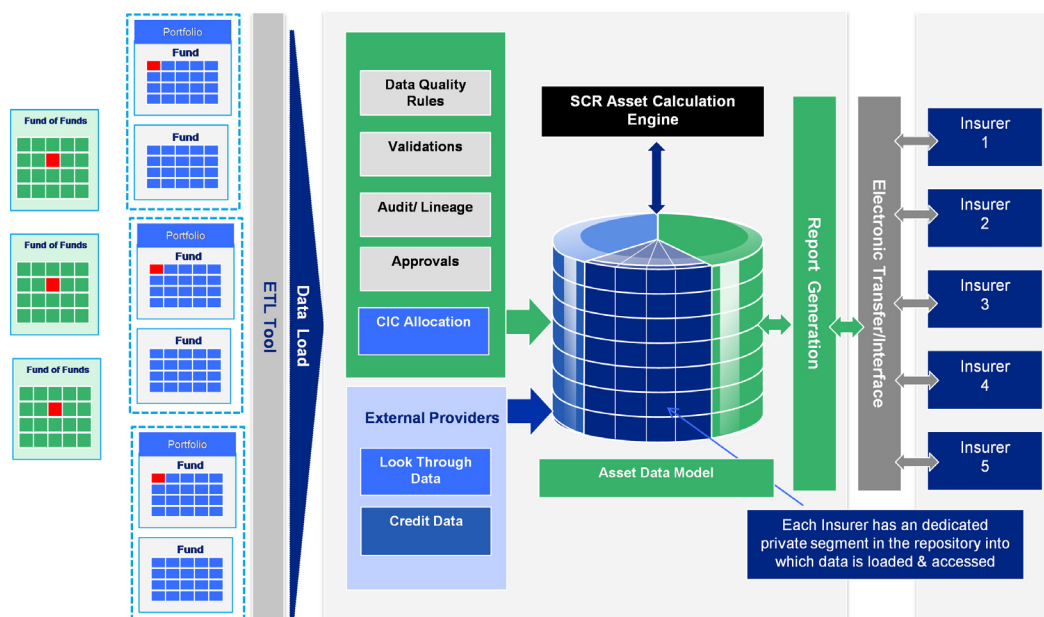 Fund of Funds
Fund of Funds
Fund of Funds
Portfolio
Fund
Fund
Portfolio
Fund
Fund
Portfolio
Fund
Fund
ETL Tool
Data Load
Data Quality
Rules
Validations
Audit/ Lineage
Approvals
CIC Allocation
External Providers
Look Through
Data
Credit Data
SCR Asset Calculation
Engine
Asset Data Model
Report Generation
Electronic Transfer/Interface
Insurer
1
Insurer
2
Insurer
3
Insurer
4
Insurer
5
Each Insurer has an dedicated
private segment in the repository into
which data is loaded & accessed